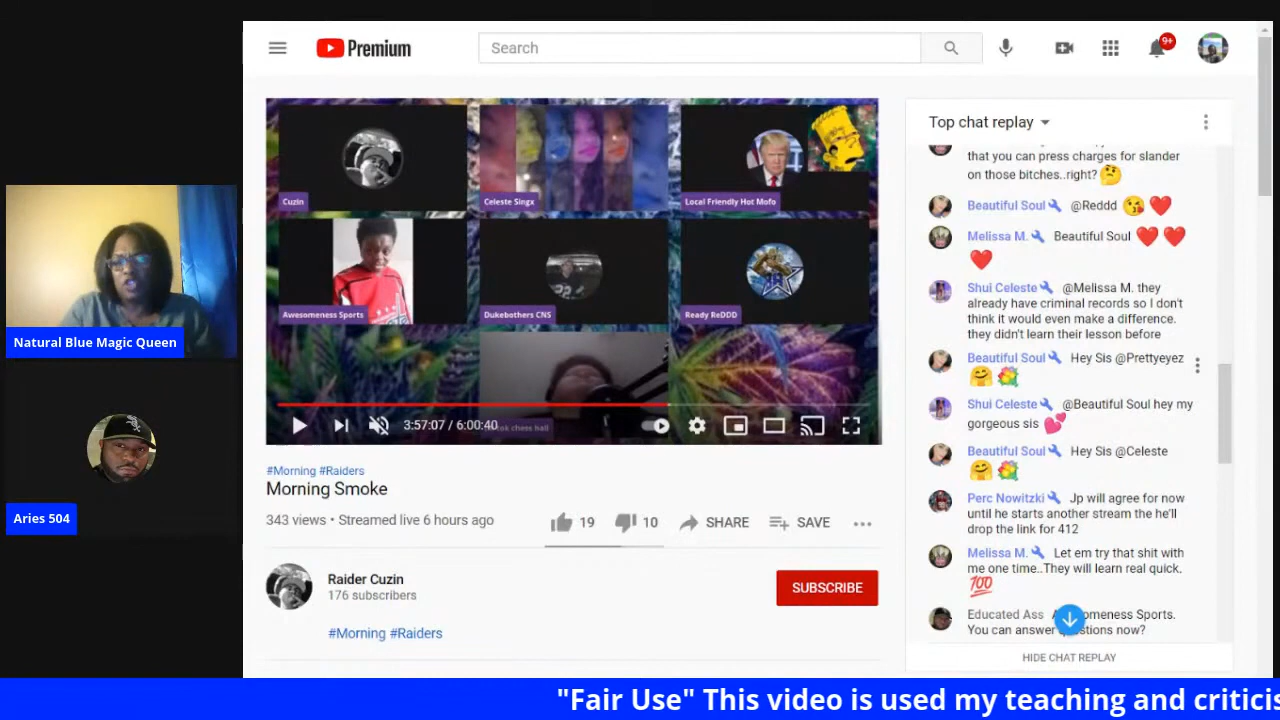 Premium
Search
9+
Cuzin
Celeste Singx
Local Friendly Hot Mofo
Awesomeness Sports
Dukebothers CNS
Ready ReDDD
chess hall
3:57:07 / 6:00:40
#Morning #Raiders
Morning Smoke
343 views • Streamed live 6 hours ago
19
10
SHARE
SAVE
Raider Cuzin
176 subscribers
SUBSCRIBE
#Morning #Raiders
Top chat replay
that you can press charges for slander
on those bitches..right? 🤔
Beautiful Soul @Reddd 😘 ❤️
Melissa M. Beautiful Soul ❤️ ❤️
❤️
Shui Celeste @Melissa M. they
already have criminal records so I don't
think it would even make a difference.
they didn't learn their lesson before
Beautiful Soul Hey Sis @Prettyeyez
🤗 💐
Shui Celeste @Beautiful Soul hey my
gorgeous sis 💕
Beautiful Soul Hey Sis @Celeste
🤗 💐
Perc Nowitzki Jp will agree for now
until he starts another stream the he'll
drop the link for 412
Melissa M. Let em try that shit with
me one time..They will learn real quick.
💯
Educated Ass Awesomeness Sports.
You can answer questions now?
HIDE CHAT REPLAY
Natural Blue Magic Queen
Aries 504
"Fair Use" This video is used my teaching and criticis